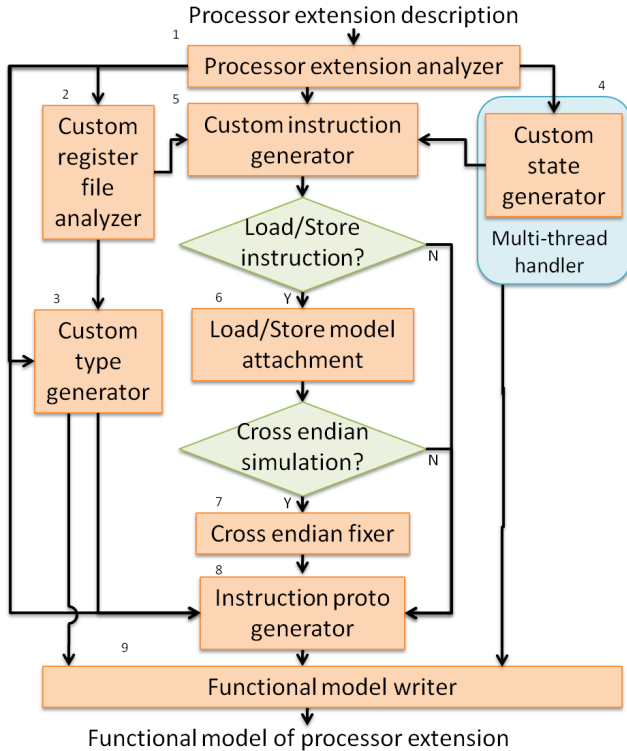 Processor extension description
1
Processor extension analyzer
2
5
4
Custom
register
file
analyzer
Custom instruction
generator
Custom
state
generator
Multi-thread
handler
Load/Store
instruction?
N
Y
3
6
Custom
type
generator
Load/Store model
attachment
Cross endian
simulation?
N
Y
7
Cross endian fixer
8
Instruction proto
generator
9
Functional model writer
Functional model of processor extension